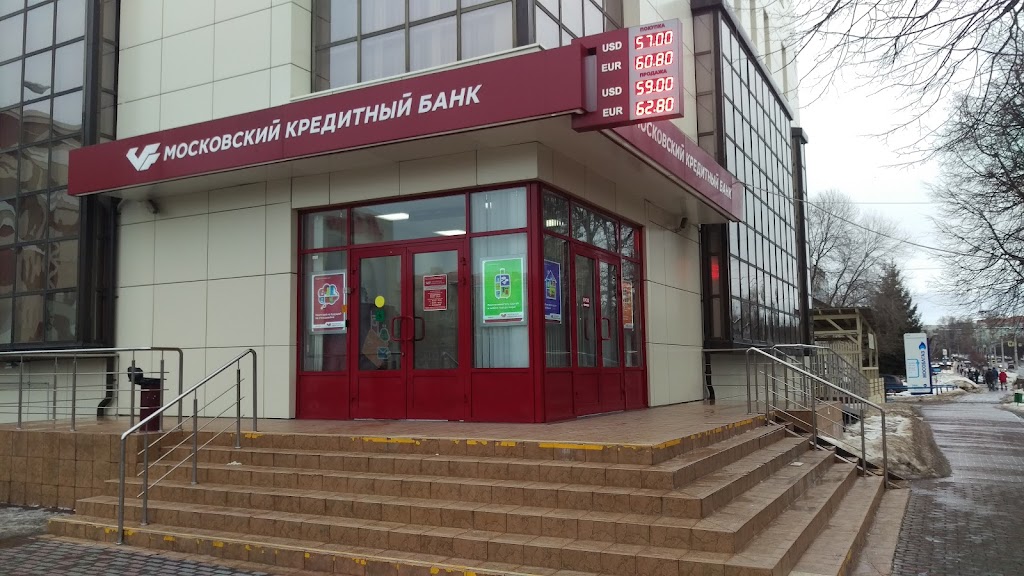 МОСКОВСКИЙ КРЕДИТНЫЙ БАНК
ПОКУПКА
USD 57.00
EUR 60.80
ПРОДАЖА
USD 59.00
EUR 62.80
МОСКОВСКИЙ КРЕДИТНЫЙ БАНК